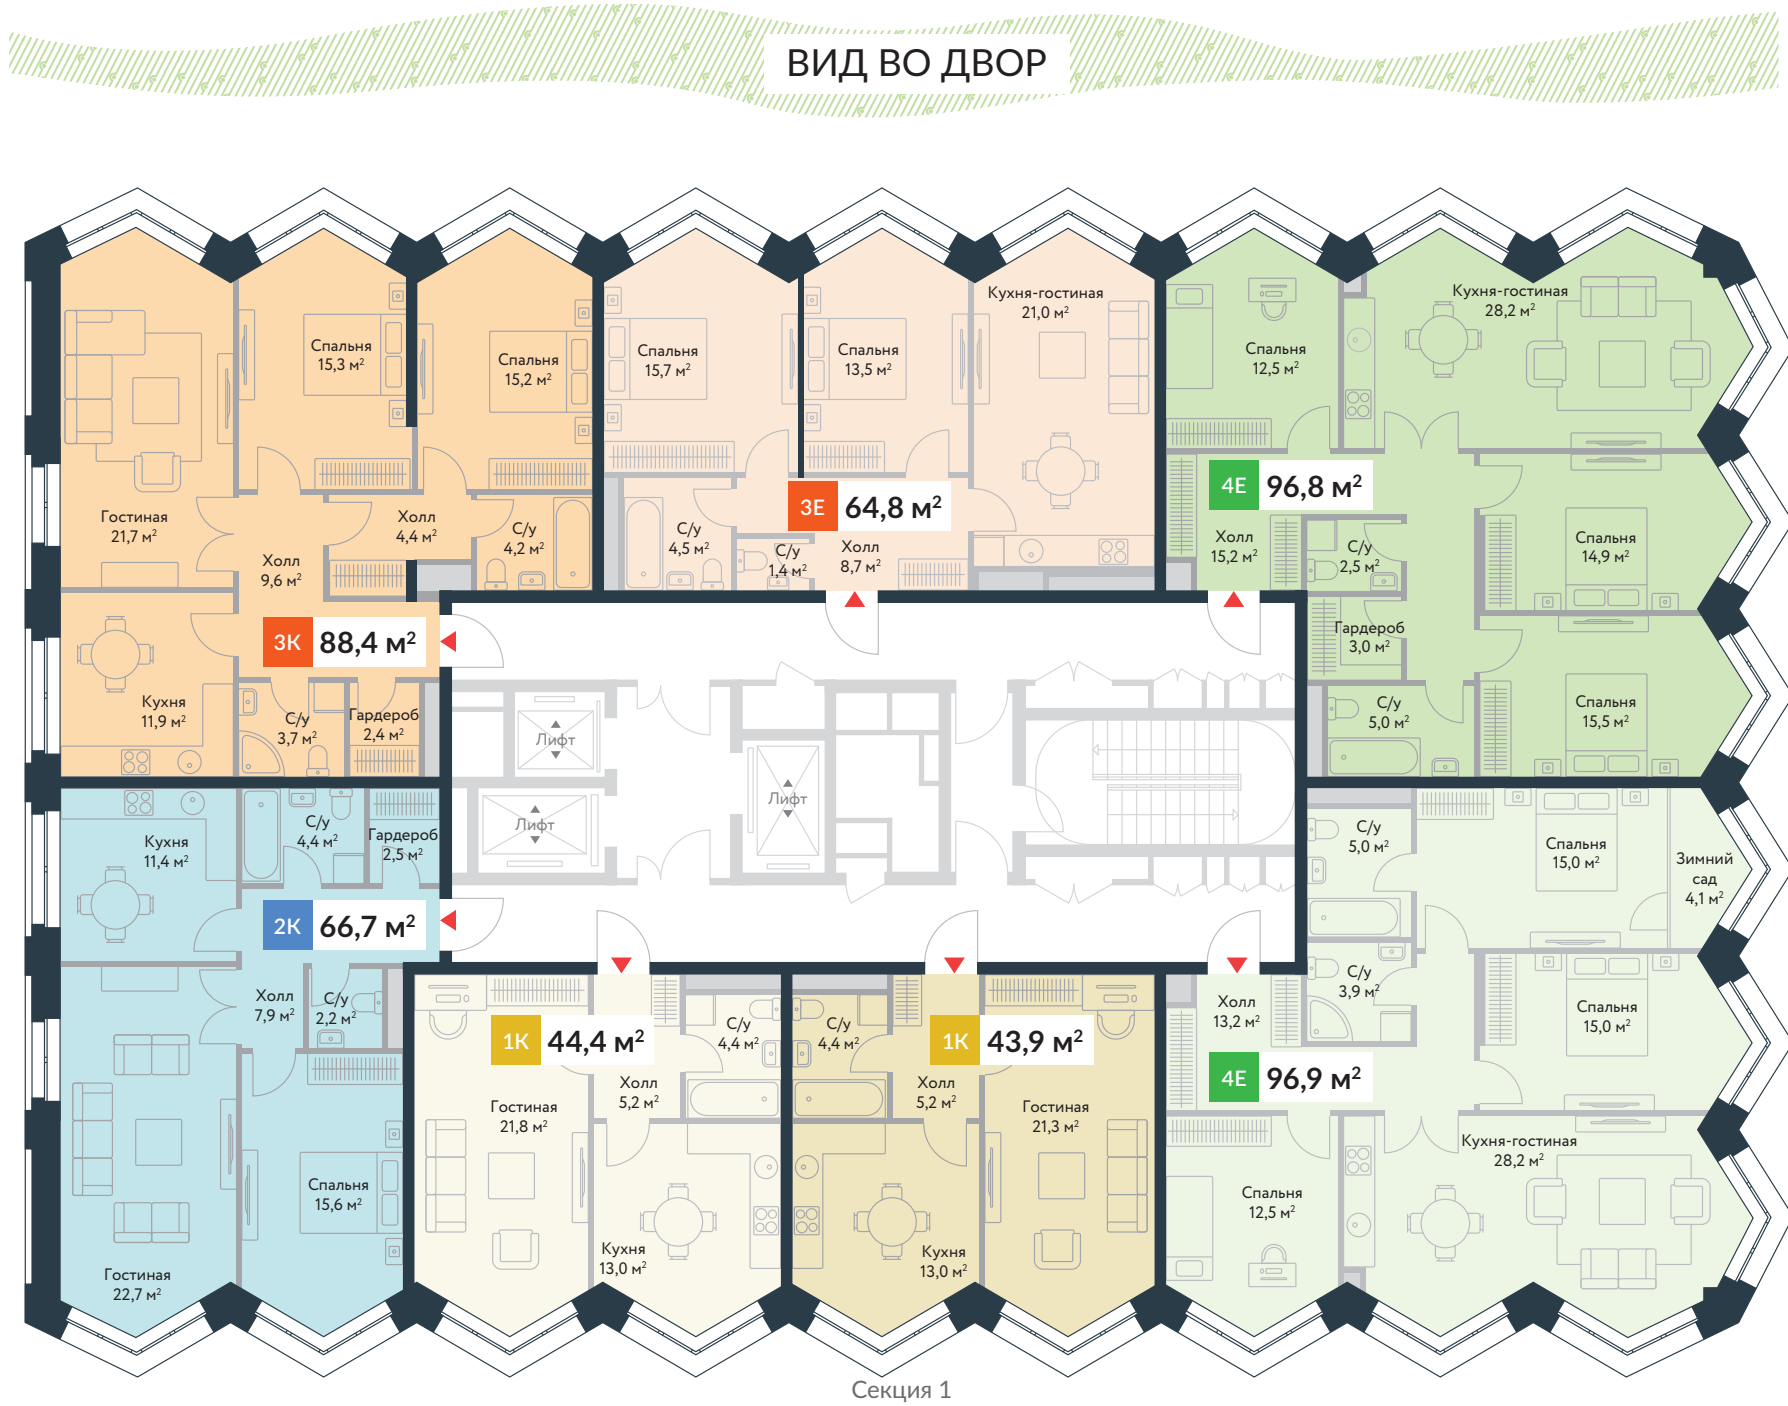 ВИД ВО ДВОР
Гостиная
21,7 м²
Спальня
15,3 м²
Спальня
15,2 м²
Холл
4,4 м²
С/у
4,2 м²
Холл
9,6 м²
3К 88,4 м²
Кухня
11,9 м²
С/у
3,7 м²
Гардероб
2,4 м²
Спальня
15,7 м²
Спальня
13,5 м²
Кухня-гостиная
21,0 м²
3Е 64,8 м²
С/у
4,5 м²
С/у
1,4 м²
Холл
8,7 м²
Спальня
12,5 м²
Кухня-гостиная
28,2 м²
4Е 96,8 м²
Холл
15,2 м²
С/у
2,5 м²
Спальня
14,9 м²
Гардероб
3,0 м²
С/у
5,0 м²
Спальня
15,5 м²
Лифт
Лифт
Лифт
Кухня
11,4 м²
С/у
4,4 м²
Гардероб
2,5 м²
2К 66,7 м²
Холл
7,9 м²
С/у
2,2 м²
Спальня
15,6 м²
Гостиная
22,7 м²
1К 44,4 м²
С/у
4,4 м²
Холл
5,2 м²
Гостиная
21,8 м²
Кухня
13,0 м²
С/у
4,4 м²
1К 43,9 м²
Холл
5,2 м²
Гостиная
21,3 м²
Кухня
13,0 м²
С/у
5,0 м²
Спальня
15,0 м²
Зимний
сад
4,1 м²
С/у
3,9 м²
Спальня
15,0 м²
Холл
13,2 м²
4Е 96,9 м²
Кухня-гостиная
28,2 м²
Спальня
12,5 м²
Секция 1